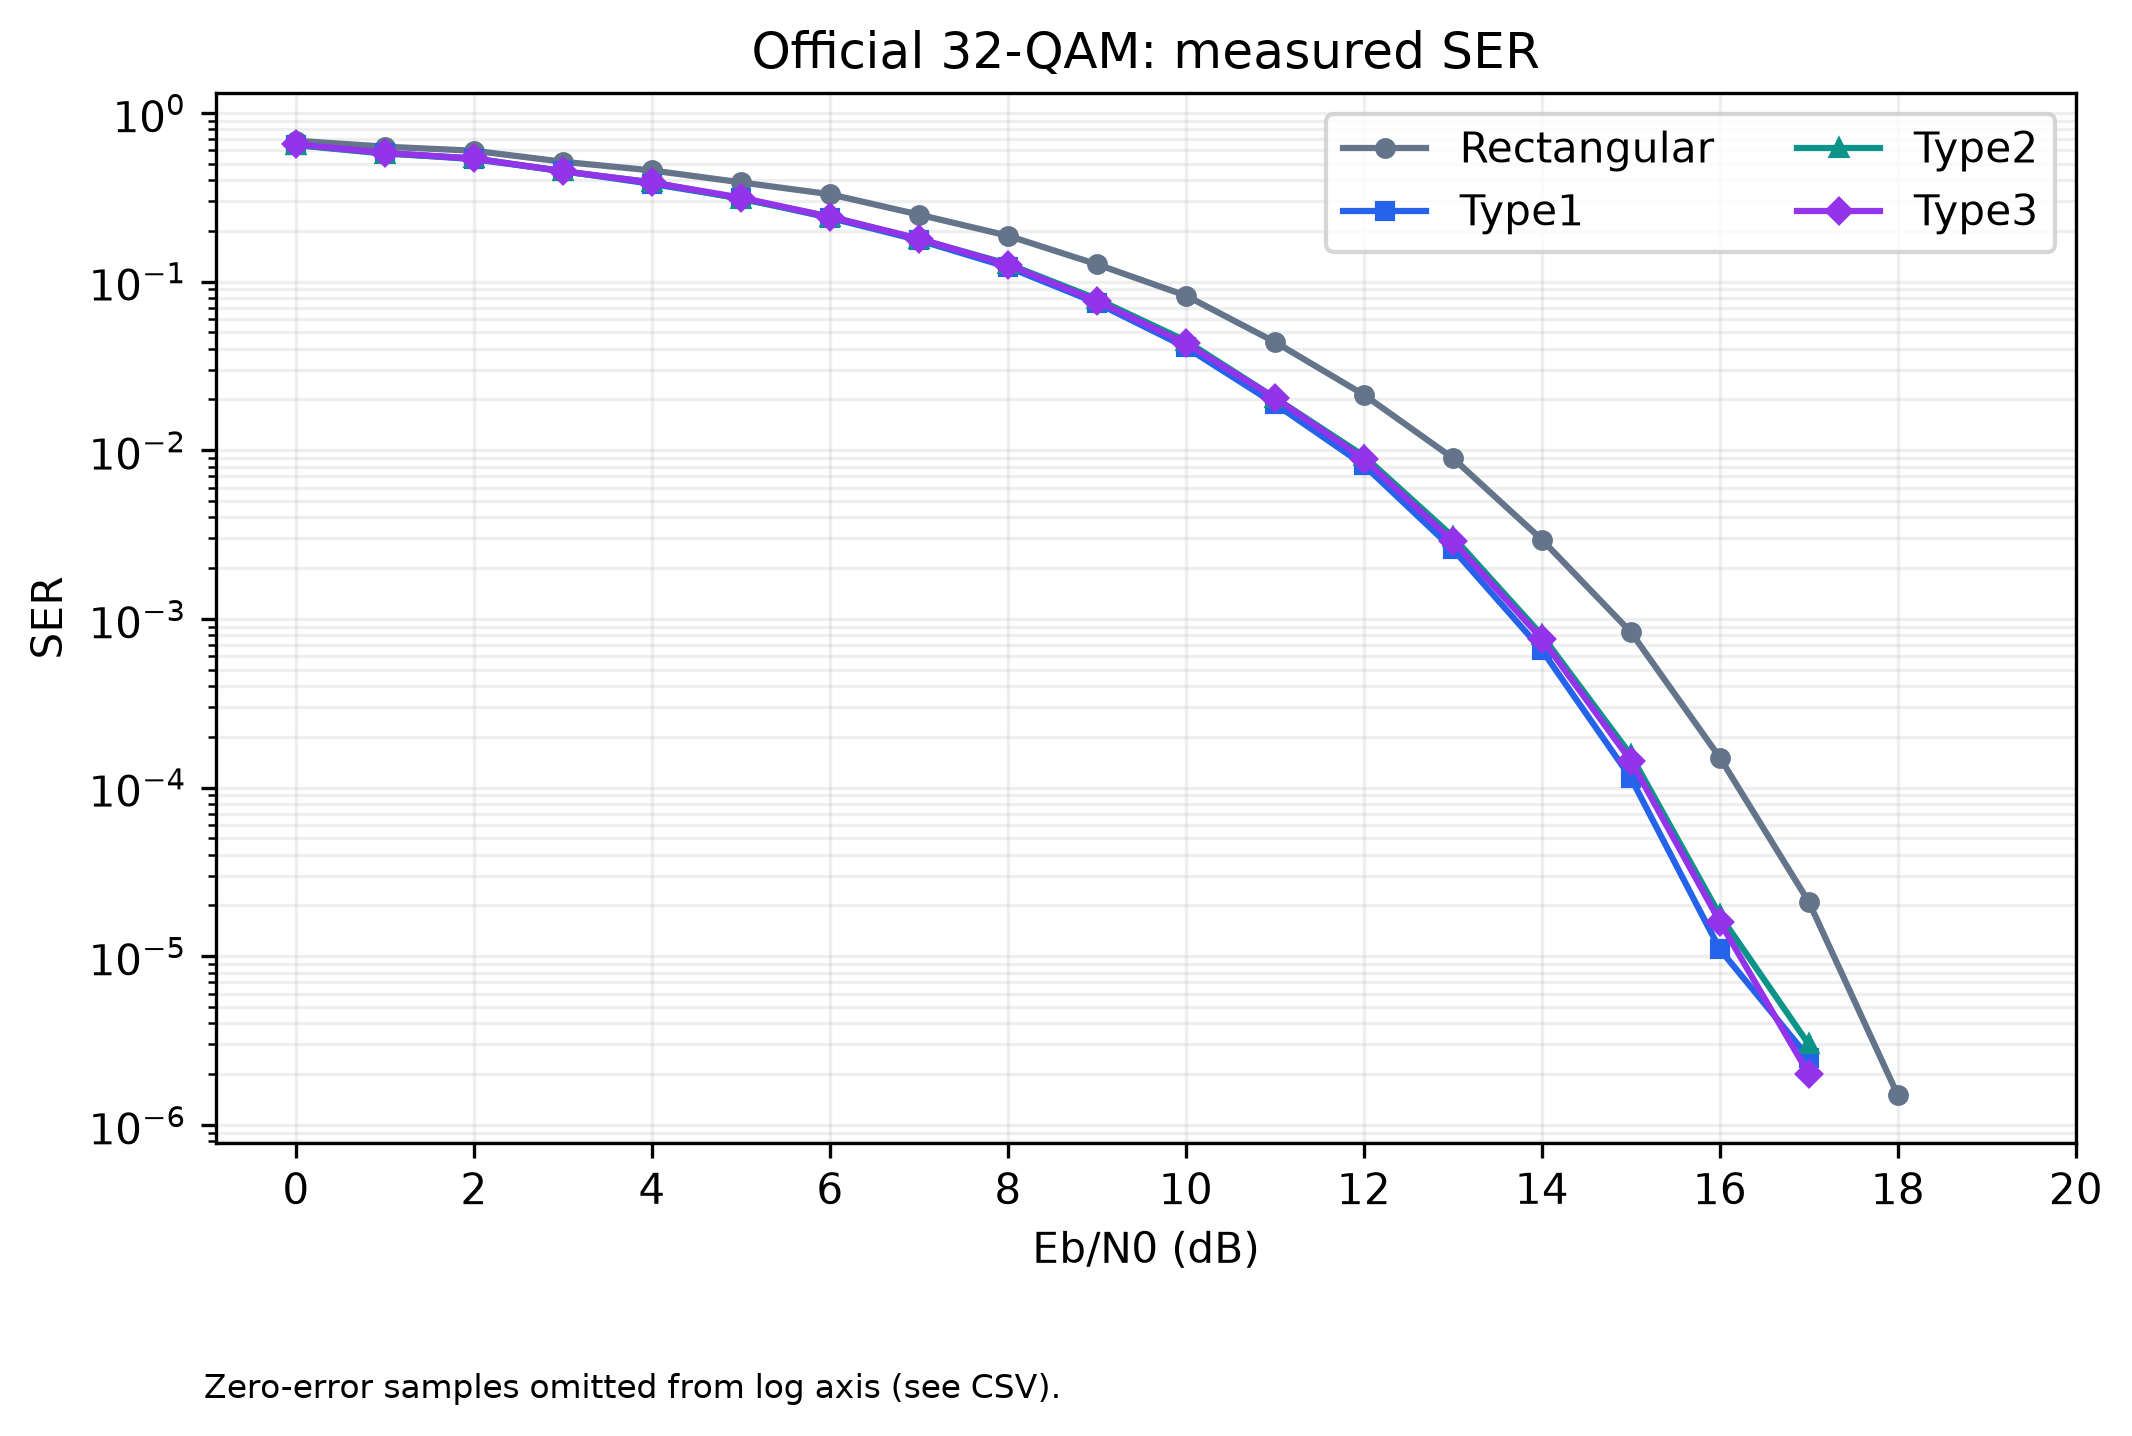 Official 32-QAM: measured SER
10⁰
10⁻¹
10⁻²
10⁻³
10⁻⁴
10⁻⁵
10⁻⁶
SER
Rectangular
Type1
Type2
Type3
0 2 4 6 8 10 12 14 16 18 20
Eb/N0 (dB)
Zero-error samples omitted from log axis (see CSV).